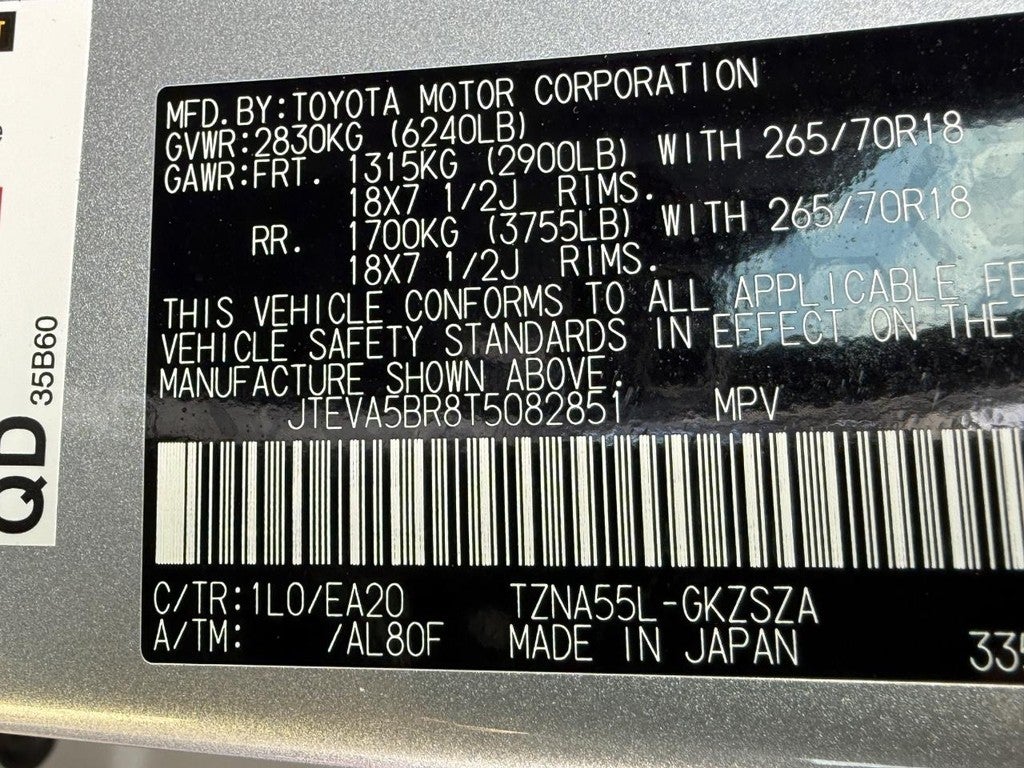 MFD.BY:TOYOTA MOTOR CORPORATION
GVWR:2830KG (6240LB)
GAWR:FRT. 1315KG (2900LB) WITH 265/70R18
18X7 1/2J RIMS.
RR. 1700KG (3755LB) WITH 265/70R18
18X7 1/2J RIMS.
THIS VEHICLE CONFORMS TO ALL APPLICABLE FE
VEHICLE SAFETY STANDARDS IN EFFECT ON THE
MANUFACTURE SHOWN ABOVE.
JTEVA5BR8T5082851 MPV
C/TR:1L0/EA20 TZNA55L-GKZSZA
A/TM: /AL80F MADE IN JAPAN 335
QD
35B60